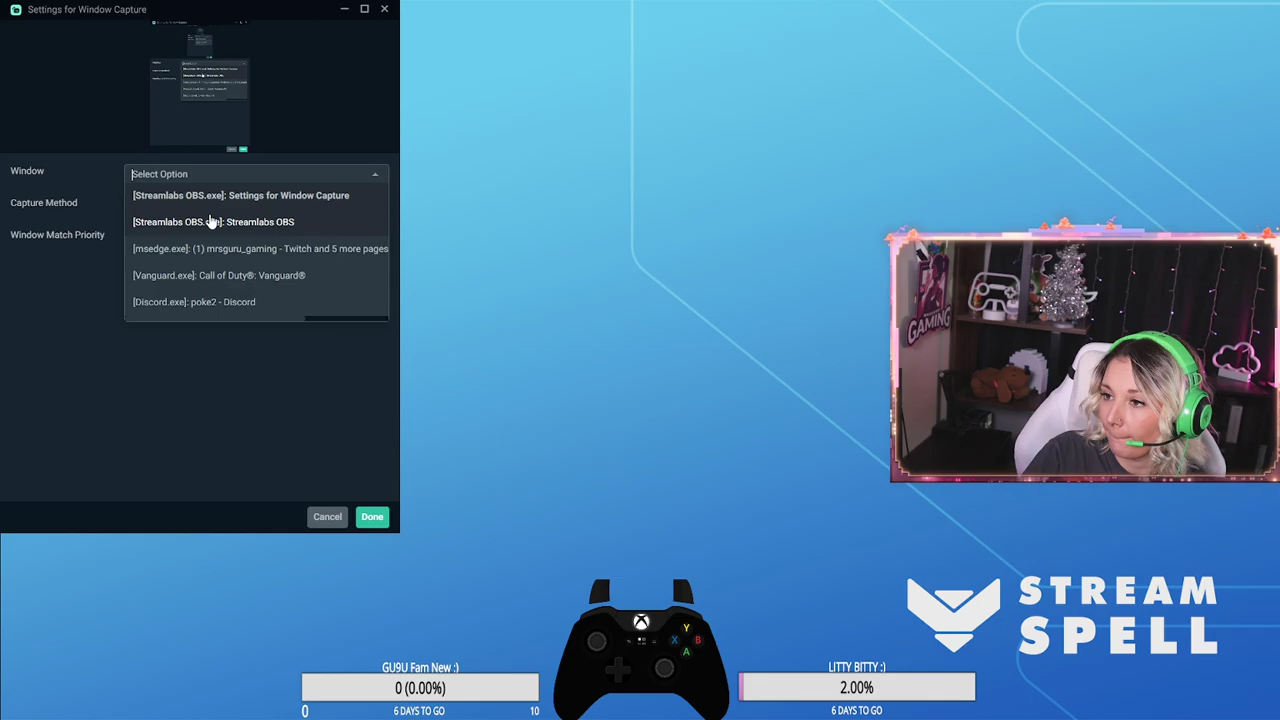 Settings for Window Capture
Window
Select Option
[Streamlabs OBS.exe]: Settings for Window Capture
Capture Method
[Streamlabs OBS.exe]: Streamlabs OBS
Window Match Priority
[msedge.exe]: (1) mrsguru_gaming - Twitch and 5 more pages
[Vanguard.exe]: Call of Duty®: Vanguard®
[Discord.exe]: poke2 - Discord
Cancel
Done
GAMING
STREAM
SPELL
Y
X
B
A
GU9U Fam New :)
0 (0.00%)
0
6 DAYS TO GO
10
LITTY BITTY :)
2.00%
6 DAYS TO GO